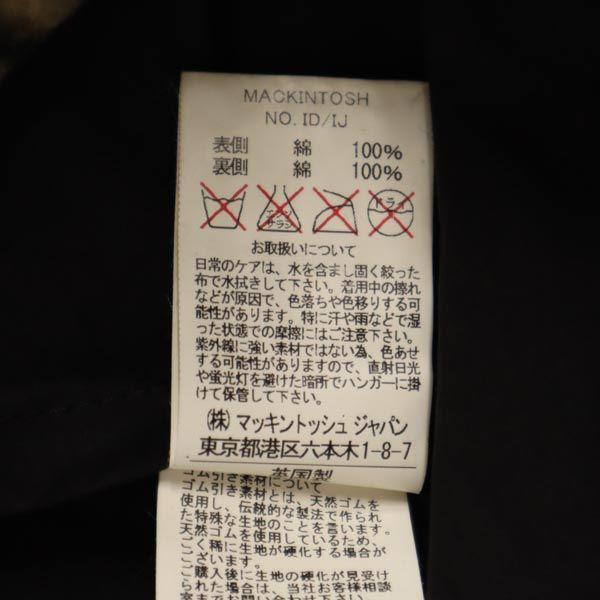 MACKINTOSH
NO. ID/IJ
表側 綿 100%
裏側 綿 100%
エンソ サラシ ドライ
お取扱いについて
日常のケアは、水を含まし固く絞った
布で水拭きして下さい。着用中の擦れ
などが原因で、色落ちや色移りする可
能性があります。特に汗や雨などで湿
った状態での摩擦にはご注意下さい。
紫外線に強い素材ではない為、色あせ
する可能性がありますので、直射日光
や蛍光灯を避けた暗所でハンガーに掛
けて保管して下さい。
㈱ マッキントッシュ ジャパン
東京都港区六本木1-8-7
英国製
ゴム引き素材について
ゴム引き素材とは、天然ゴムを
使用し、伝統的な製法で作られ
た特殊な生地のことを言います。
天然ゴムを使用しているため、
ごく稀に生地が硬化する場合が
ございます。
ご購入後に生地の硬化が見受け
られた場合は、当社お客様相談
室までお問